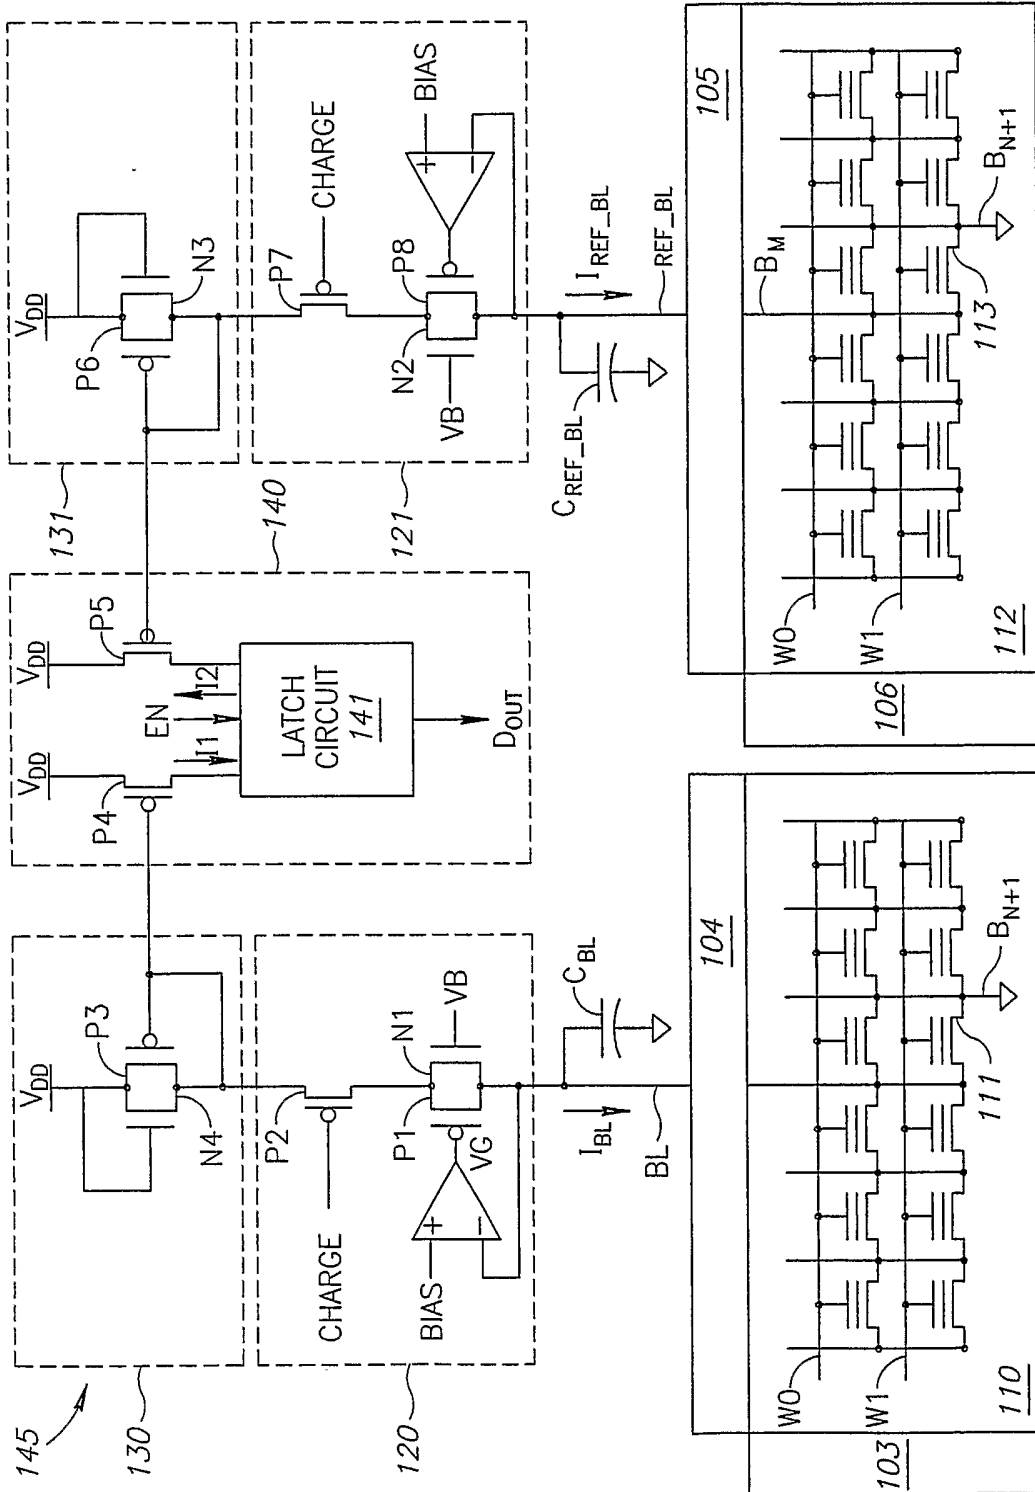 145
130
V_DD
P3
N4
V_DD
V_DD
P4
P5
EN
I1
I2
LATCH
CIRCUIT
141
D_OUT
140
131
V_DD
P6
N3
120
CHARGE
P2
P1
N1
VB
VG
BIAS
121
P7
CHARGE
N2
P8
VB
BIAS
I_BL
C_BL
BL
C_REF_BL
I_REF_BL
REF_BL
103
104
W0
W1
111
B_N+1
110
106
105
B_M
W0
W1
113
B_N+1
112